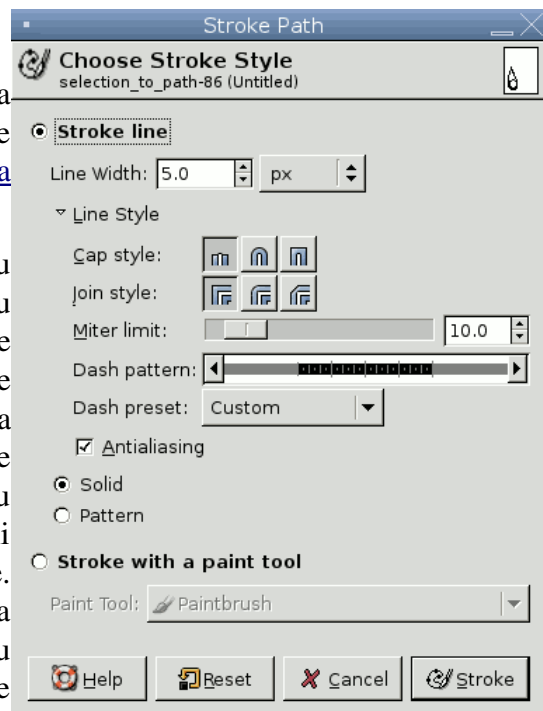 Stroke Path
Choose Stroke Style
selection_to_path-86 (Untitled)
a
e
Stroke line
a
Line Width: 5.0 px
Line Style
u
Cap style:
u
Join style:
e
Miter limit: 10.0
e
Dash pattern:
a
Dash preset: Custom
e
Antialiasing
u
Solid
i
Pattern
e.
Stroke with a paint tool
a
Paint Tool: Paintbrush
u
Help Reset Cancel Stroke
e